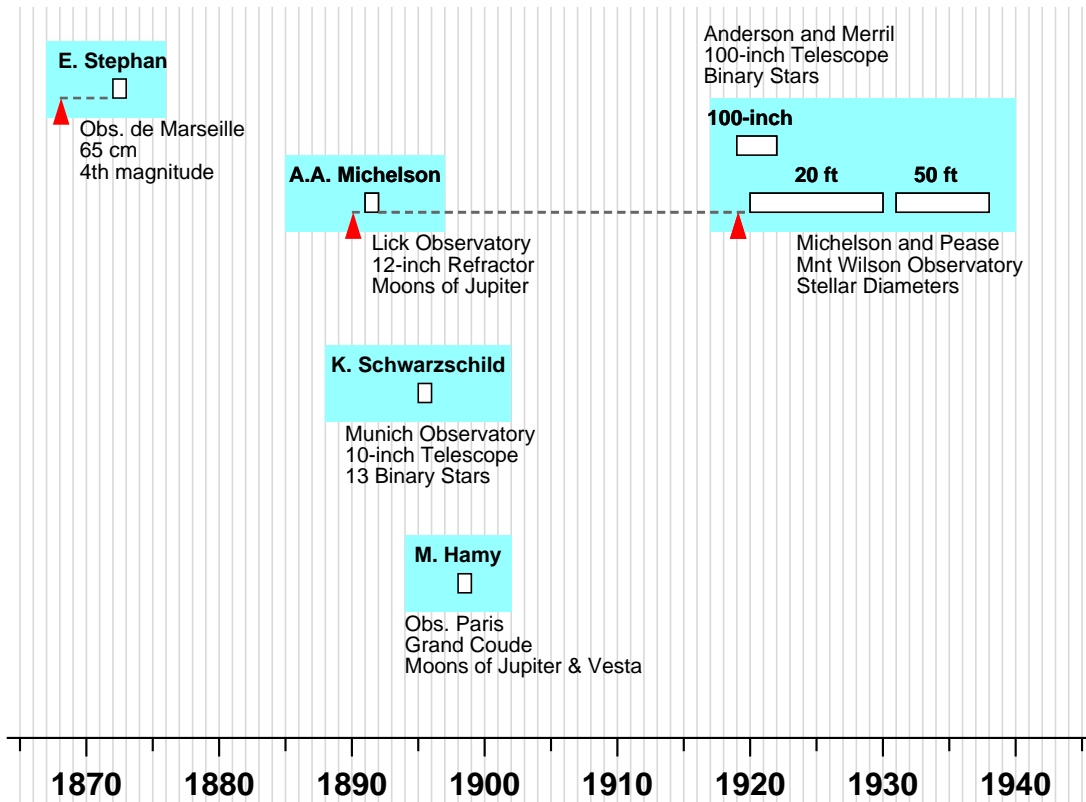 E. Stephan
Obs. de Marseille
65 cm
4th magnitude
A.A. Michelson
Lick Observatory
12-inch Refractor
Moons of Jupiter
Anderson and Merril
100-inch Telescope
Binary Stars
100-inch
20 ft
50 ft
Michelson and Pease
Mnt Wilson Observatory
Stellar Diameters
K. Schwarzschild
Munich Observatory
10-inch Telescope
13 Binary Stars
M. Hamy
Obs. Paris
Grand Coude
Moons of Jupiter & Vesta
1870 1880 1890 1900 1910 1920 1930 1940